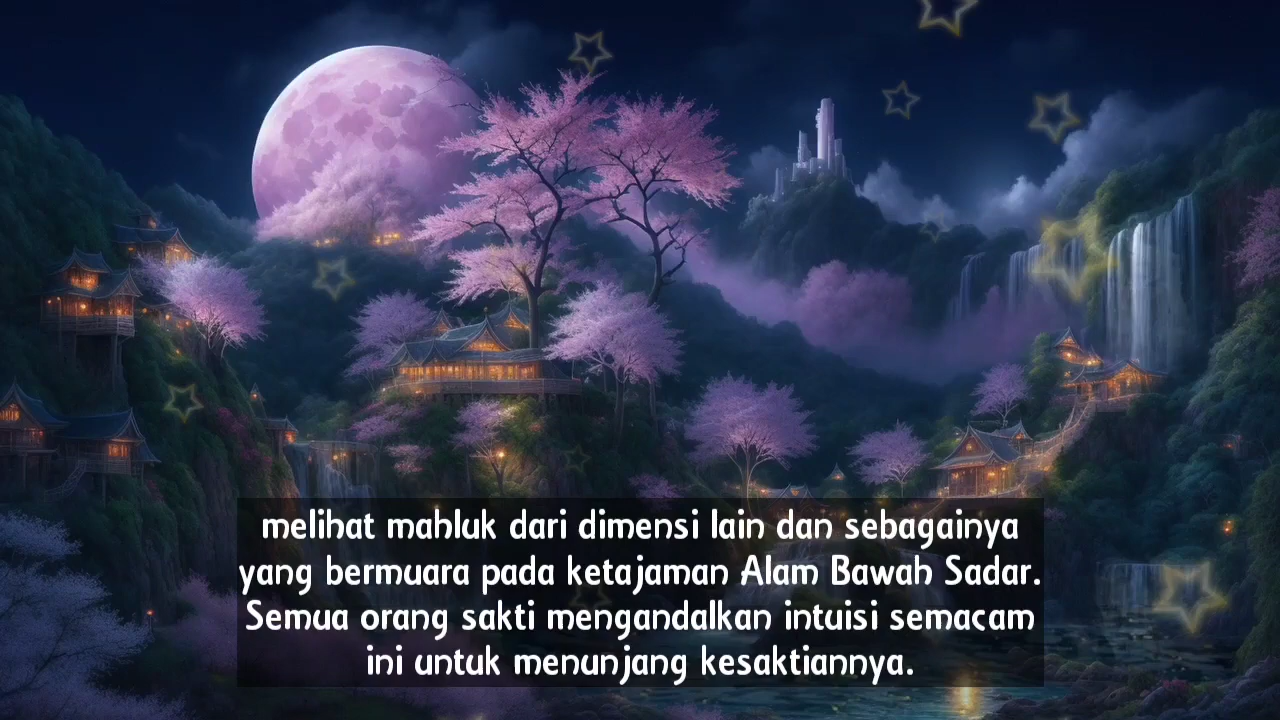 melihat mahluk dari dimensi lain dan sebagainya
yang bermuara pada ketajaman Alam Bawah Sadar.
Semua orang sakti mengandalkan intuisi semacam
ini untuk menunjang kesaktiannya.